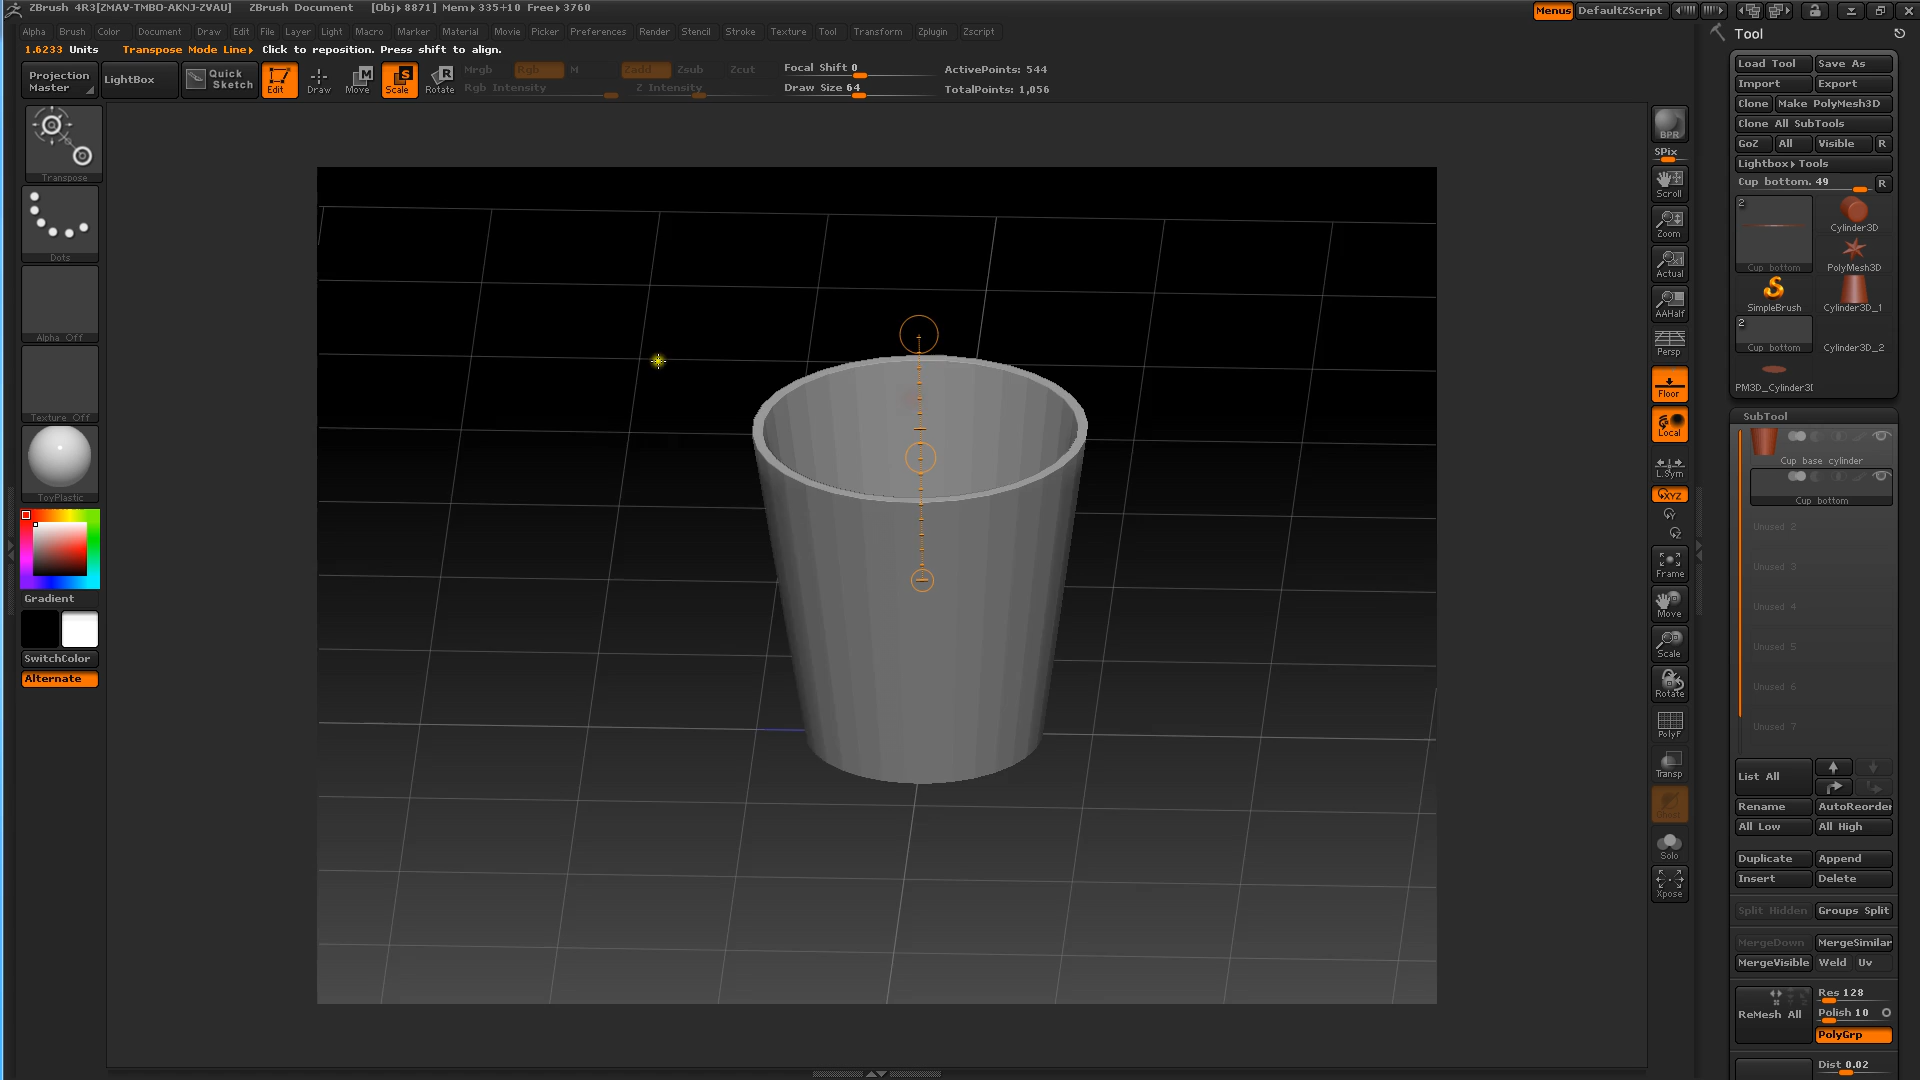 ZBrush 4R3[ZMAV-TMBO-AKNJ-ZVAU] ZBrush Document [Obj▸8871] Mem▸335+10 Free▸3760 Menus DefaultZScript
Alpha Brush Color Document Draw Edit File Layer Light Macro Marker Material Movie Picker Preferences Render Stencil Stroke Texture Tool Transform Zplugin Zscript
1.6233 Units Transpose Mode Line▸ Click to reposition. Press shift to align.
Projection Master
LightBox
Quick Sketch
Edit
Draw
Move
Scale
Rotate
Mrgb Rgb M
Rgb Intensity
Zadd Zsub Zcut
Z Intensity
Focal Shift 0
Draw Size 64
ActivePoints: 544
TotalPoints: 1,056
Transpose
Dots
Alpha Off
Texture Off
ToyPlastic
Gradient
SwitchColor
Alternate
BPR
SPix
Scroll
Zoom
Actual
AAHalf
Persp
Floor
Local
L.Sym
XYZ
Y
Z
Frame
Move
Scale
Rotate
PolyF
Transp
Ghost
Solo
Xpose
Tool
Load Tool Save As
Import Export
Clone Make PolyMesh3D
Clone All SubTools
GoZ All Visible R
Lightbox▸Tools
Cup bottom. 49 R
2
Cup bottom
Cylinder3D
PolyMesh3D
SimpleBrush
Cylinder3D_1
2
Cup bottom
Cylinder3D_2
PM3D_Cylinder3D
SubTool
Cup base cylinder
Cup bottom
Unused 2
Unused 3
Unused 4
Unused 5
Unused 6
Unused 7
List All
Rename AutoReorder
All Low All High
Duplicate Append
Insert Delete
Split Hidden Groups Split
MergeDown MergeSimilar
MergeVisible Weld Uv
ReMesh All
Res 128
Polish 10
PolyGrp
Dist 0.02